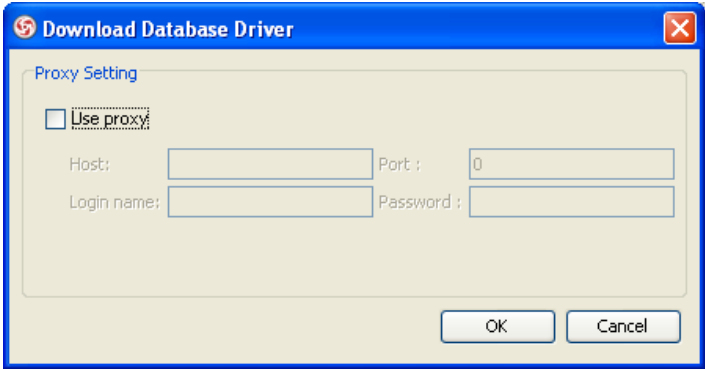 Download Database Driver
Proxy Setting
Use proxy
Host: Port : 0
Login name: Password :
OK Cancel